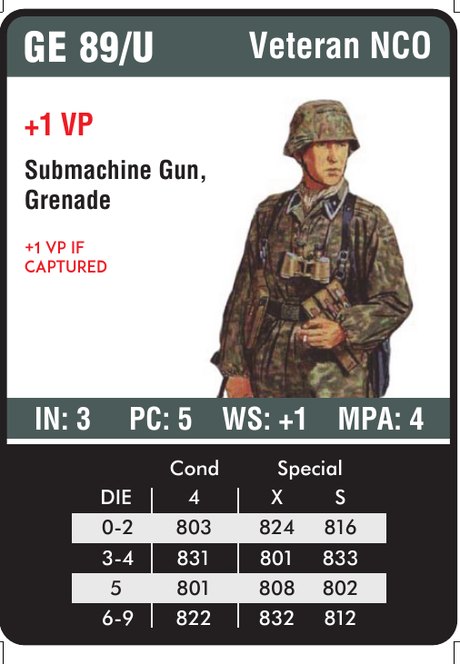 GE 89/U Veteran NCO
+1 VP
Submachine Gun,
Grenade
+1 VP IF
CAPTURED
IN: 3 PC: 5 WS: +1 MPA: 4
Cond Special
DIE 4 X S
0-2 803 824 816
3-4 831 801 833
5 801 808 802
6-9 822 832 812